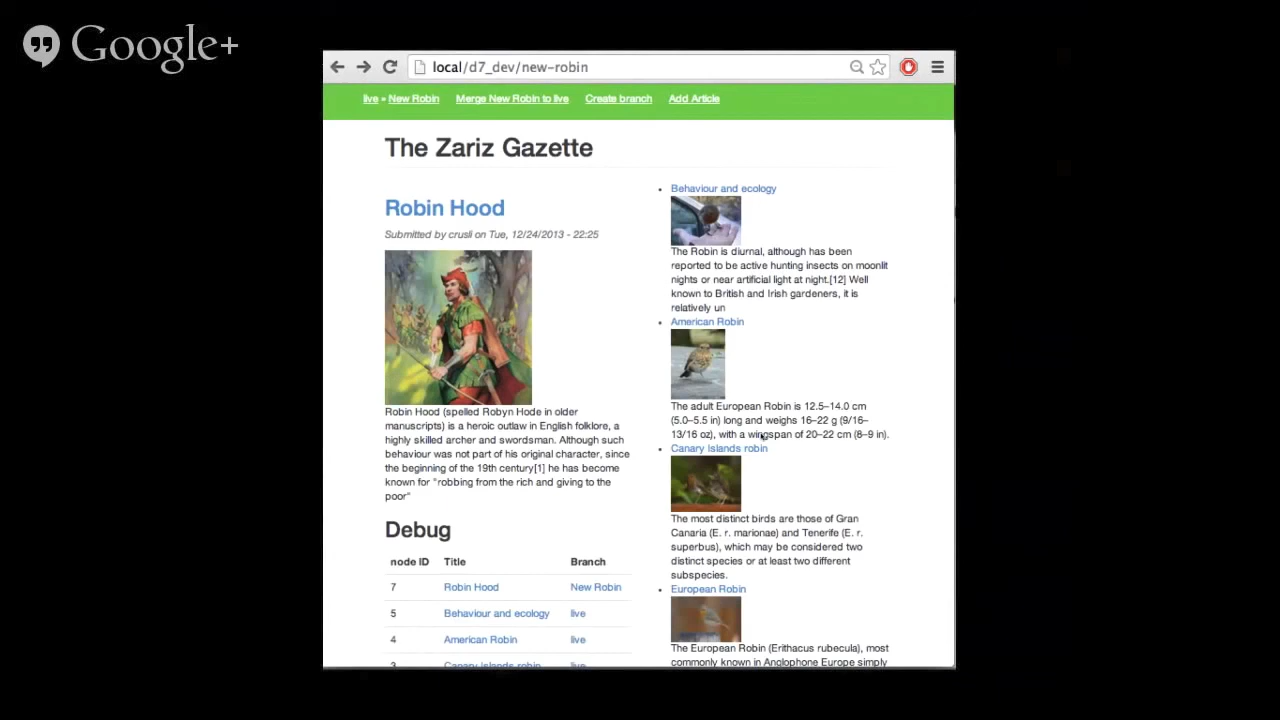 Google+
local/d7_dev/new-robin
live » New Robin Merge New Robin to live Create branch Add Article
The Zariz Gazette
Robin Hood
Submitted by crusli on Tue, 12/24/2013 - 22:25
Robin Hood (spelled Robyn Hode in older
manuscripts) is a heroic outlaw in English folklore, a
highly skilled archer and swordsman. Although such
behaviour was not part of his original character, since
the beginning of the 19th century[1] he has become
known for "robbing from the rich and giving to the
poor"
Debug
node ID Title Branch
7 Robin Hood New Robin
5 Behaviour and ecology live
4 American Robin live
3 Canary Islands robin live
Behaviour and ecology
The Robin is diurnal, although has been
reported to be active hunting insects on moonlit
nights or near artificial light at night.[12] Well
known to British and Irish gardeners, it is
relatively un
American Robin
The adult European Robin is 12.5–14.0 cm
(5.0–5.5 in) long and weighs 16–22 g (9/16–
13/16 oz), with a wingspan of 20–22 cm (8–9 in).
Canary Islands robin
The most distinct birds are those of Gran
Canaria (E. r. marionae) and Tenerife (E. r.
superbus), which may be considered two
distinct species or at least two different
subspecies.
European Robin
The European Robin (Erithacus rubecula), most
commonly known in Anglophone Europe simply